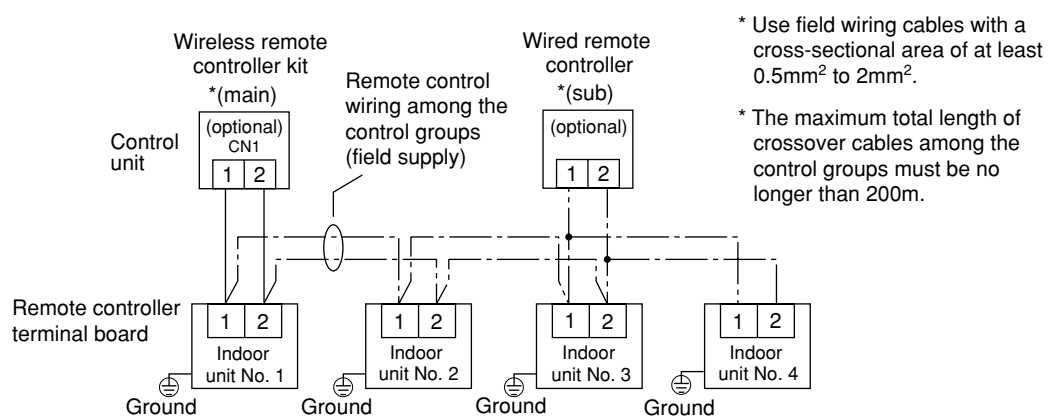 Wireless remote
controller kit
*(main)
Remote control
wiring among the
control groups
(field supply)
Wired remote
controller
*(sub)
* Use field wiring cables with a
cross-sectional area of at least
0.5mm² to 2mm².
* The maximum total length of
crossover cables among the
control groups must be no
longer than 200m.
Control
unit
(optional)
CN1
1 2
(optional)
1 2
Remote controller
terminal board
1 2
Indoor
unit No. 1
Ground
1 2
Indoor
unit No. 2
Ground
1 2
Indoor
unit No. 3
Ground
1 2
Indoor
unit No. 4
Ground